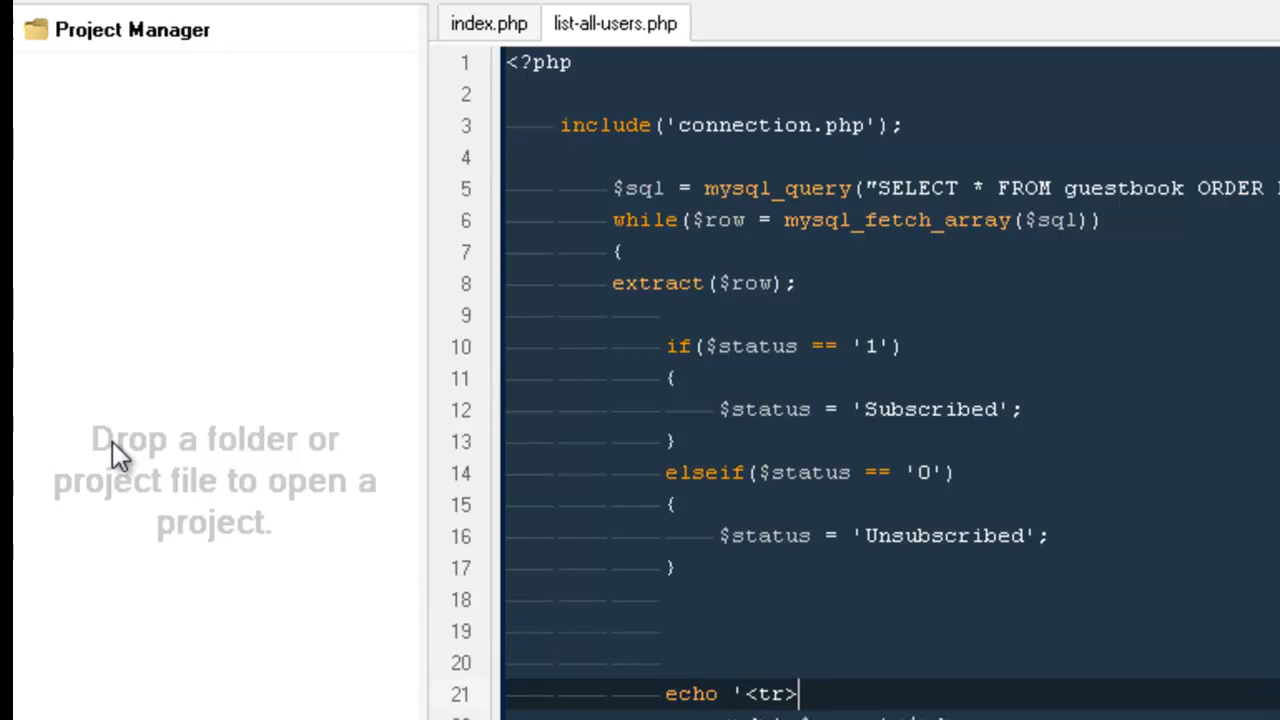 Project Manager
index.php
list-all-users.php
1 <?php
2
3 include('connection.php');
4
5 $sql = mysql_query("SELECT * FROM guestbook ORDER
6 while($row = mysql_fetch_array($sql))
7 {
8 extract($row);
9
10 if($status == '1')
11 {
12 $status = 'Subscribed';
13 }
14 elseif($status == '0')
15 {
16 $status = 'Unsubscribed';
17 }
18
19
20
21 echo '<tr>
Drop a folder or
project file to open a
project.